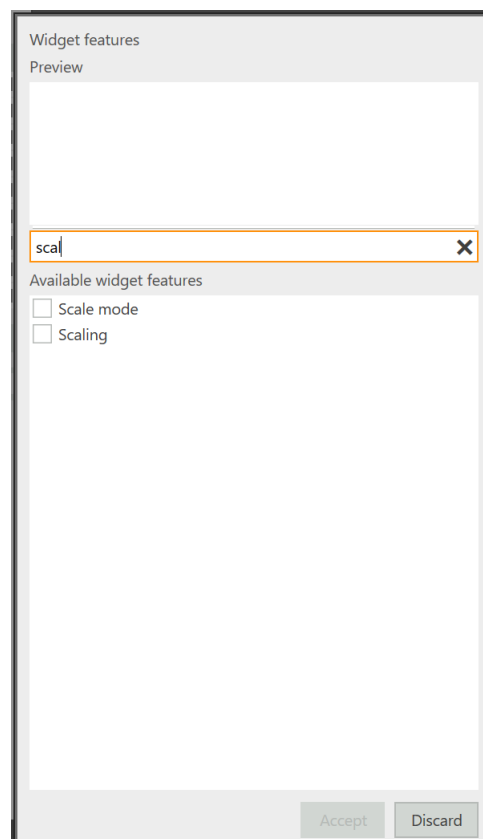 Widget features
Preview
scal
Available widget features
Scale mode
Scaling
Accept Discard